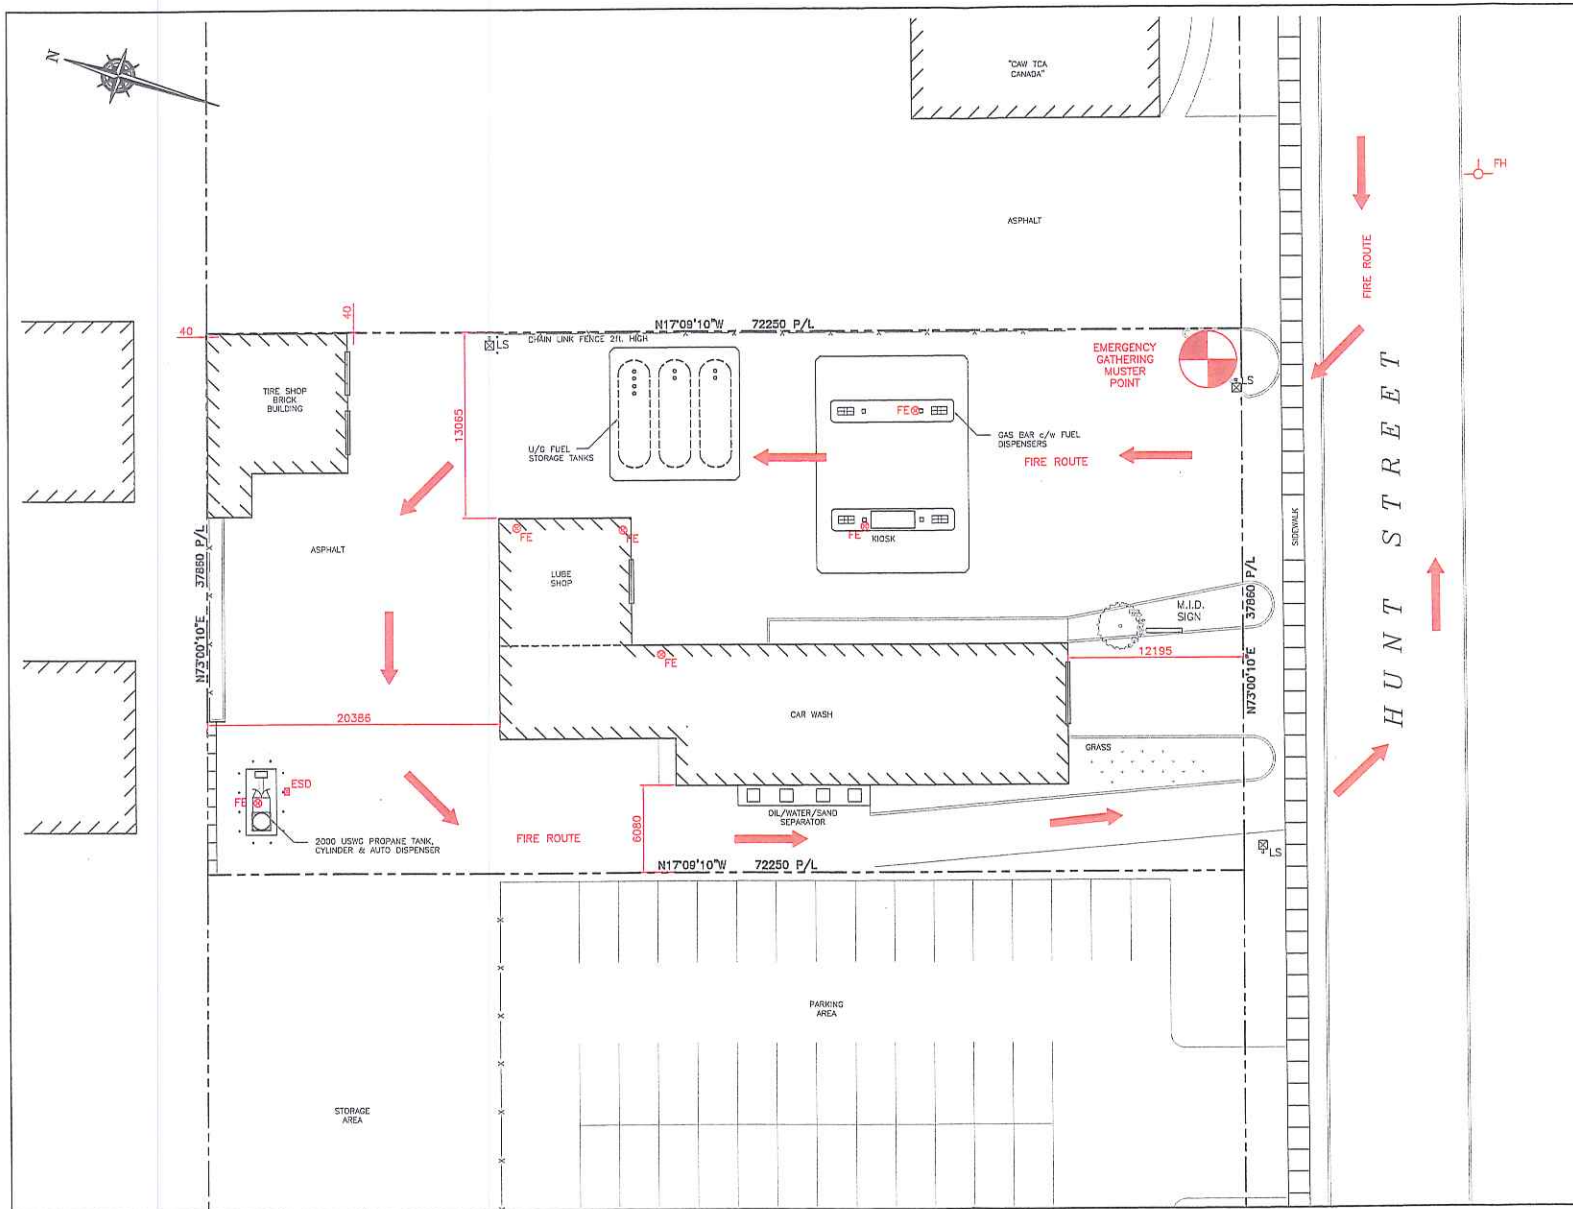 N
"CAW TCA
CANADA"
FH
ASPHALT
FIRE ROUTE
40
40
N17°09'10"W 72250 P/L
CHAIN LINK FENCE 2ft. HIGH
LS
EMERGENCY
GATHERING
MUSTER
POINT
LS
TIRE SHOP
BRICK
BUILDING
13065
U/G FUEL
STORAGE TANKS
FE
GAS BAR c/w FUEL
DISPENSERS
FIRE ROUTE
HUNT STREET
SIDEWALK
FE
KIOSK
FE
FE
ASPHALT
N73°00'10"E 37860 P/L
LUBE
SHOP
M.I.D.
SIGN
N73°00'10"E 37860 P/L
FE
12195
20386
CAR WASH
GRASS
ESD
FE
2000 USWG PROPANE TANK,
CYLINDER & AUTO DISPENSER
FIRE ROUTE
6080
OIL/WATER/SAND
SEPARATOR
LS
N17°09'10"W 72250 P/L
PARKING
AREA
STORAGE
AREA